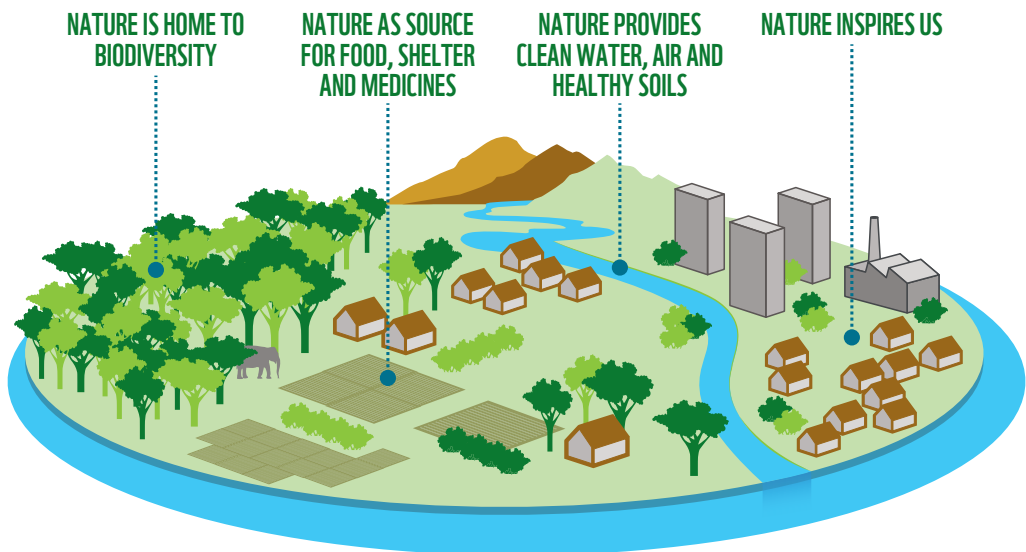 NATURE IS HOME TO
BIODIVERSITY
NATURE AS SOURCE
FOR FOOD, SHELTER
AND MEDICINES
NATURE PROVIDES
CLEAN WATER, AIR AND
HEALTHY SOILS
NATURE INSPIRES US